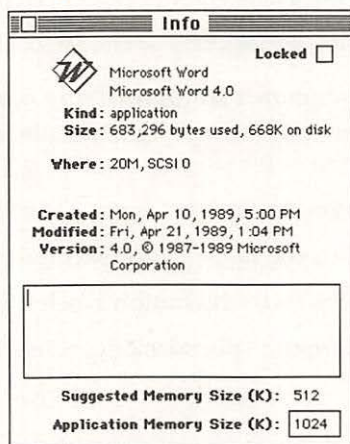 Info
Locked
W
Microsoft Word
Microsoft Word 4.0
Kind: application
Size: 683,296 bytes used, 668K on disk
Where: 20M, SCSI 0
Created: Mon, Apr 10, 1989, 5:00 PM
Modified: Fri, Apr 21, 1989, 1:04 PM
Version: 4.0, © 1987-1989 Microsoft
Corporation
Suggested Memory Size (K): 512
Application Memory Size (K): 1024